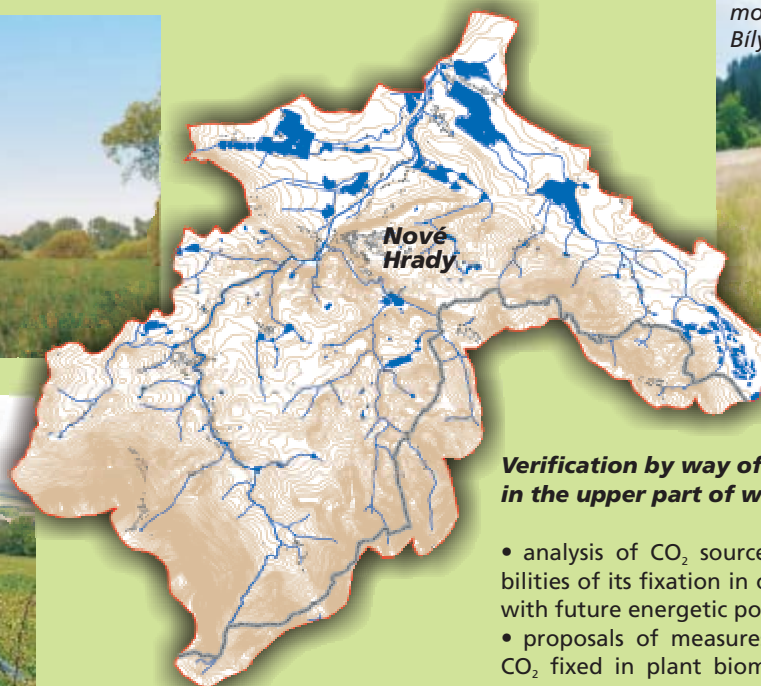 mo
Bílý
Nové
Hrady
Verification by way of
in the upper part of w
• analysis of CO₂ source
bilities of its fixation in c
with future energetic po
• proposals of measure
CO₂ fixed in plant biom